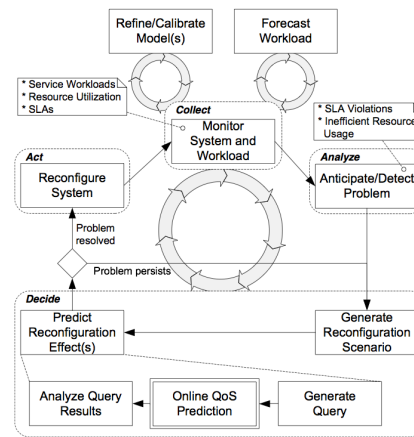 Refine/Calibrate
Model(s)
Forecast
Workload
* Service Workloads
* Resource Utilization
* SLAs
Collect
Monitor
System and
Workload
* SLA Violations
* Inefficient Resource
Usage
Act
Reconfigure
System
Analyze
Anticipate/Detect
Problem
Problem
resolved
Problem persists
Decide
Predict
Reconfiguration
Effect(s)
Generate
Reconfiguration
Scenario
Analyze Query
Results
Online QoS
Prediction
Generate
Query